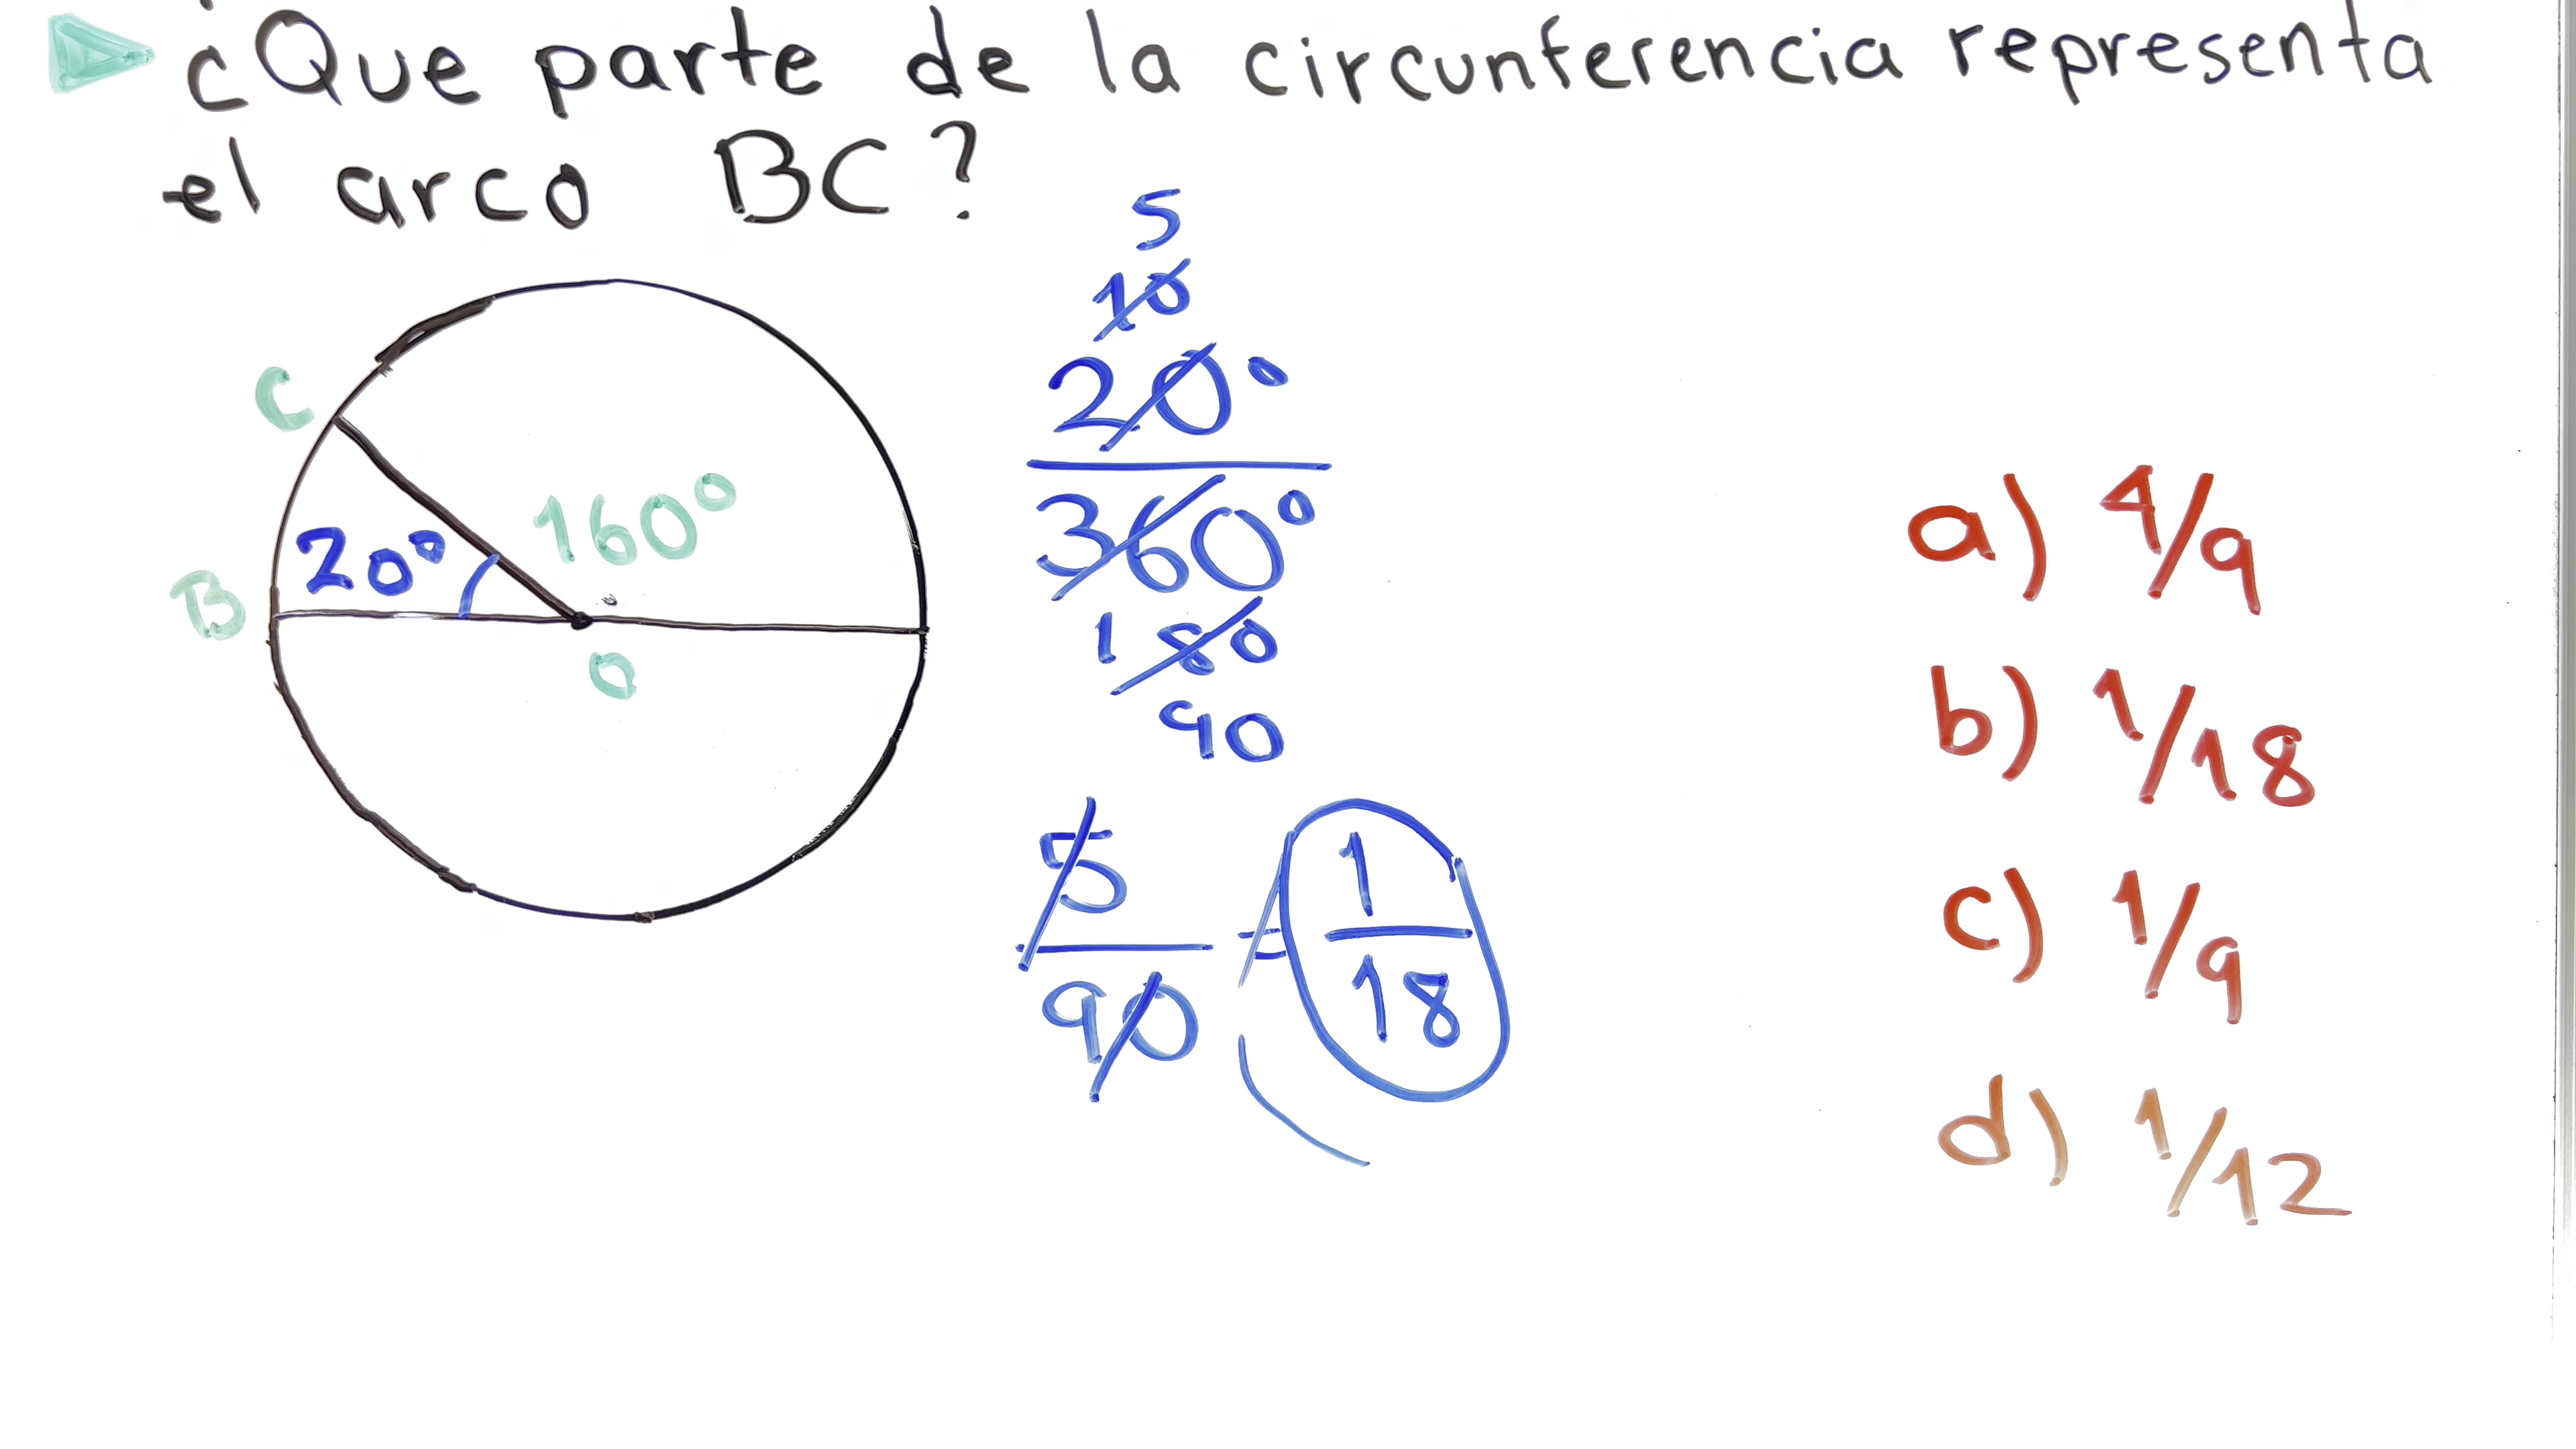 ¿Que parte de la circunferencia representa
el arco BC?
C
B
20°
160°
O
5
10
20°
360°
180
90
5
90
=
1
18
a) 4/9
b) 1/18
c) 1/9
d) 1/12